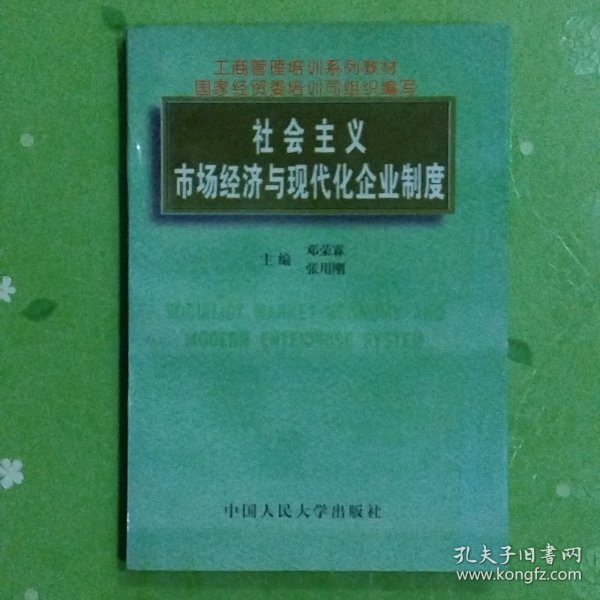 工商管理培训系列教材
国家经贸委培训司组织编写
社会主义
市场经济与现代化企业制度
主编
邓荣霖
张用刚
SOCIALIST MARKET ECONOMY AND
MODERN ENTERPRISE SYSTEM
中国人民大学出版社
孔夫子旧书网
www.kongfz.com